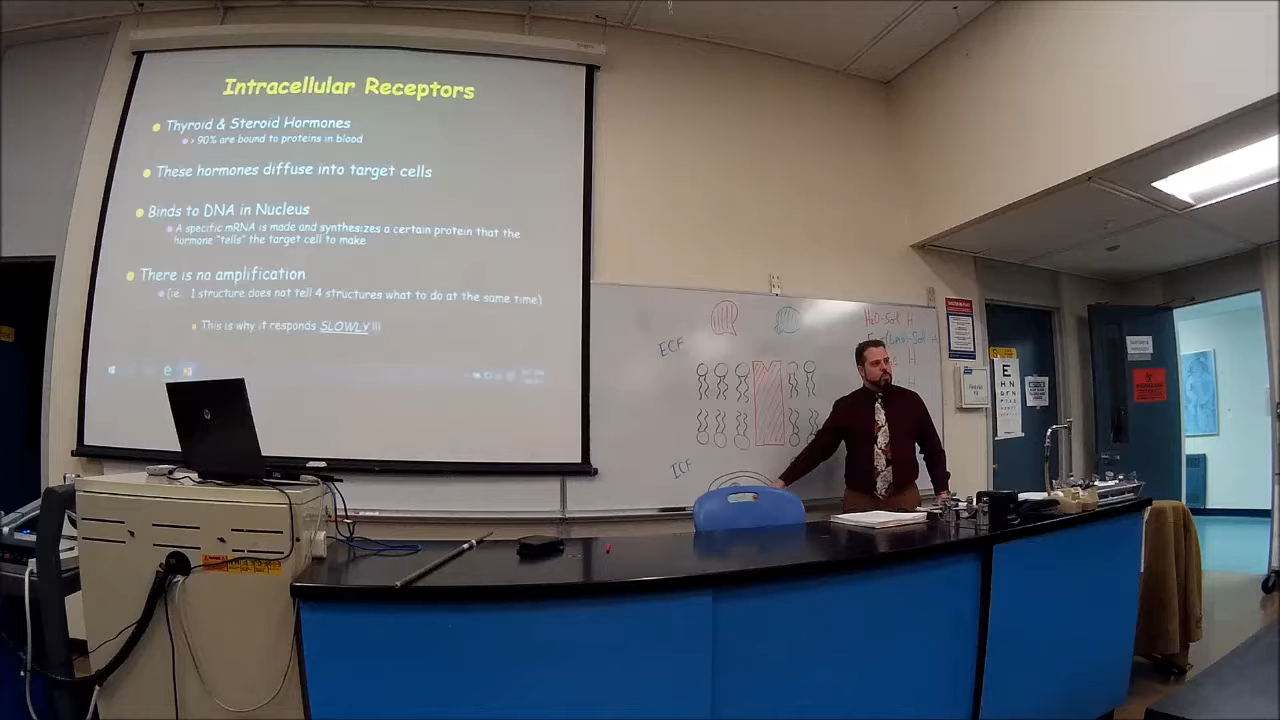 Intracellular Receptors
Thyroid & Steroid Hormones
> 90% are bound to proteins in blood
These hormones diffuse into target cells
Binds to DNA in Nucleus
A specific mRNA is made and synthesizes a certain protein that the
hormone "tells" the target cell to make
There is no amplification
(ie. 1 structure does not tell 4 structures what to do at the same time)
This is why it responds SLOWLY !!!
ECF
ICF
H2O-Sol H
H
E
H N
D F N